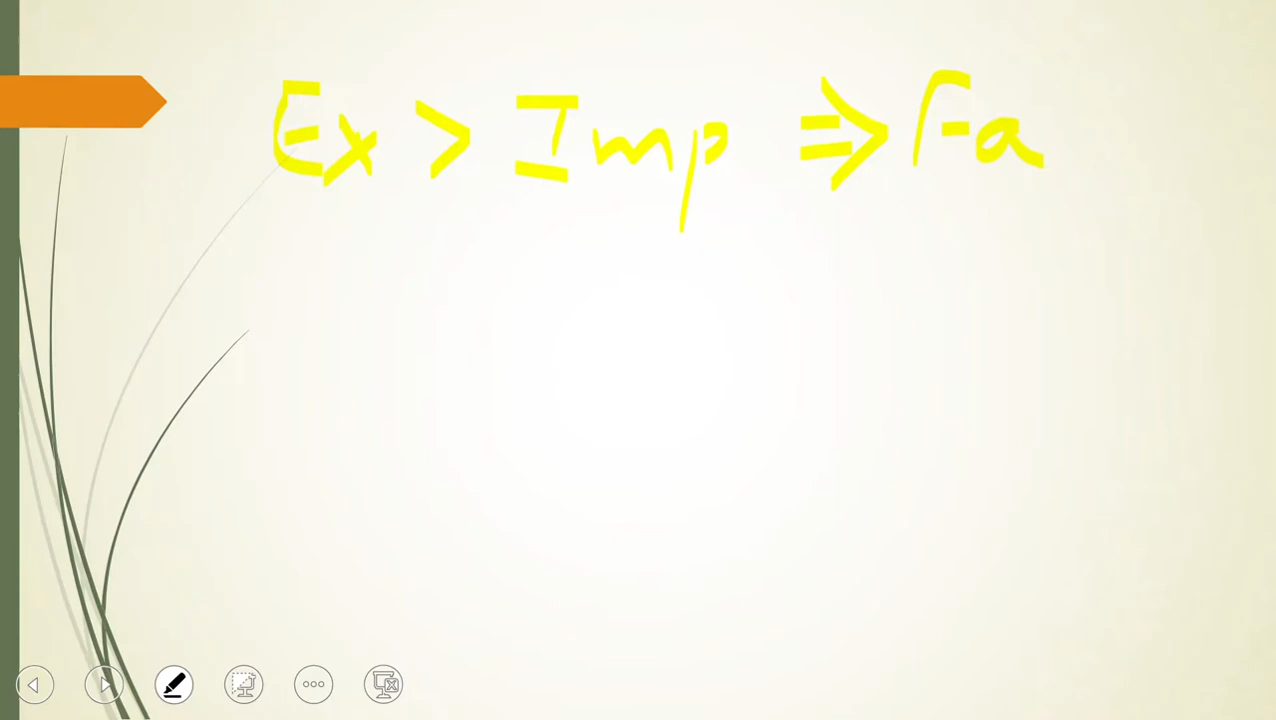 Ex > Imp ⇒ Fa